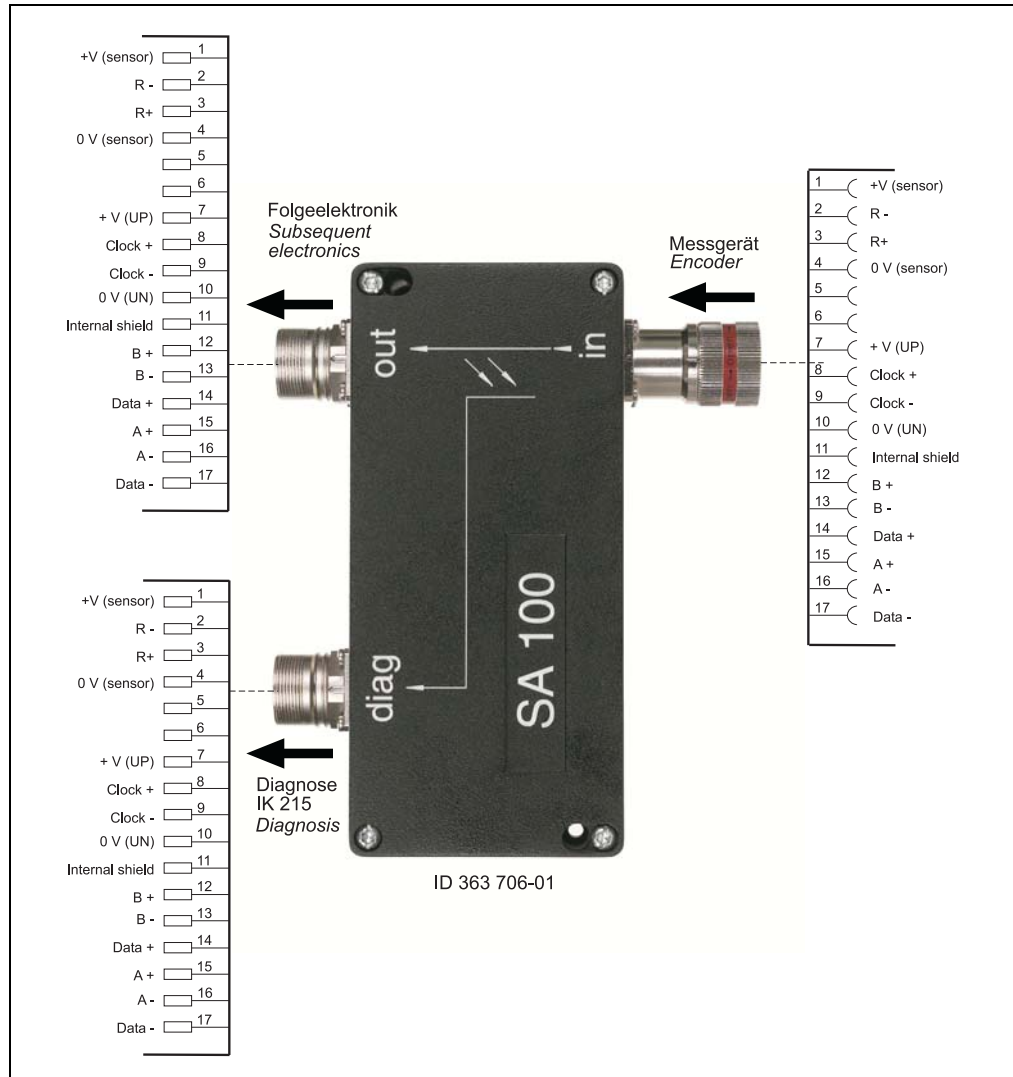 +V (sensor) 1
R - 2
R+ 3
0 V (sensor) 4
5
6
+ V (UP) 7
Clock + 8
Clock - 9
0 V (UN) 10
Internal shield 11
B + 12
B - 13
Data + 14
A + 15
A - 16
Data - 17
Folgeelektronik
Subsequent
electronics
Messgerät
Encoder
out
in
diag
SA 100
1 +V (sensor)
2 R -
3 R+
4 0 V (sensor)
5
6
7 + V (UP)
8 Clock +
9 Clock -
10 0 V (UN)
11 Internal shield
12 B +
13 B -
14 Data +
15 A +
16 A -
17 Data -
+V (sensor) 1
R - 2
R+ 3
0 V (sensor) 4
5
6
+ V (UP) 7
Clock + 8
Clock - 9
0 V (UN) 10
Internal shield 11
B + 12
B - 13
Data + 14
A + 15
A - 16
Data - 17
Diagnose
IK 215
Diagnosis
ID 363 706-01